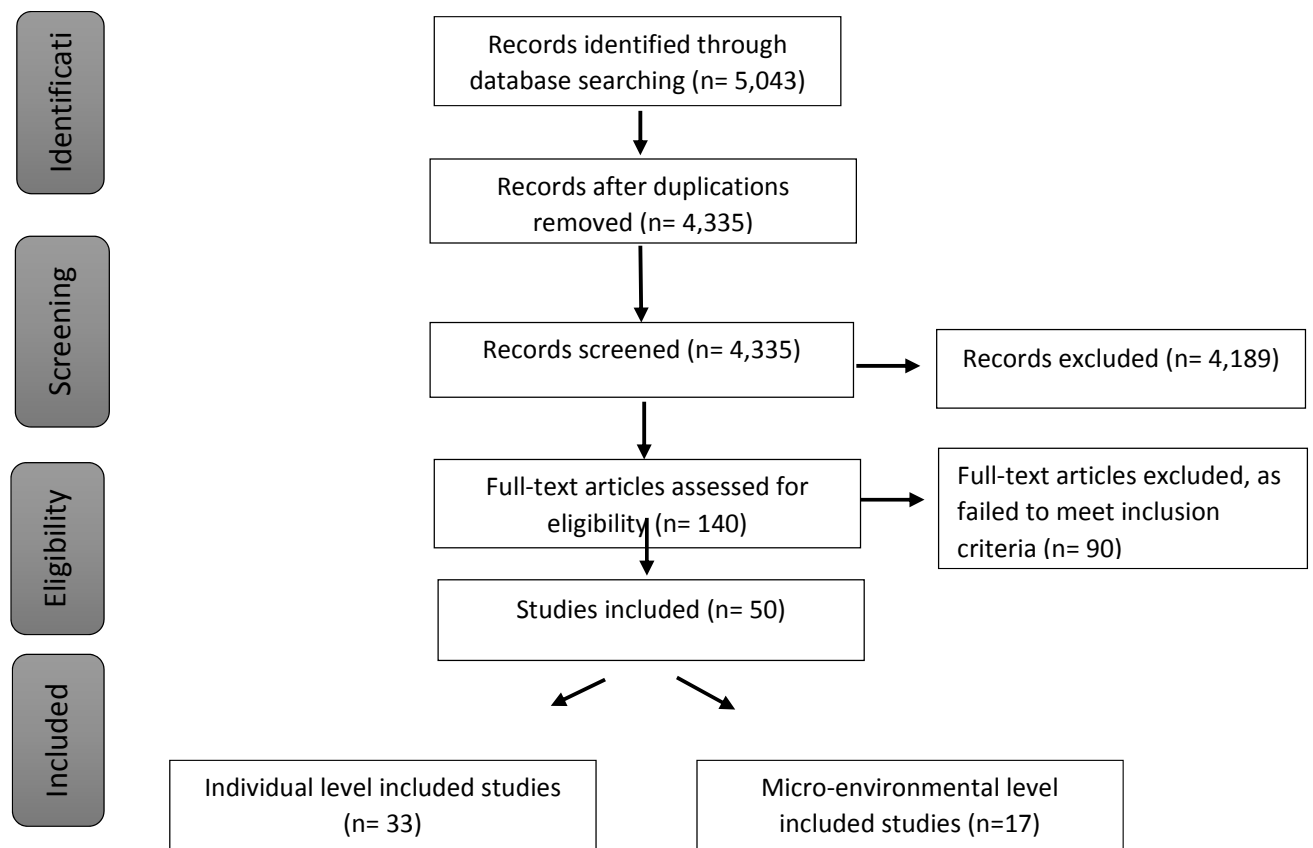 Identificati
Records identified through
database searching (n= 5,043)
Records after duplications
removed (n= 4,335)
Screening
Records screened (n= 4,335)
Records excluded (n= 4,189)
Eligibility
Full-text articles assessed for
eligibility (n= 140)
Full-text articles excluded, as
failed to meet inclusion
criteria (n= 90)
Studies included (n= 50)
Included
Individual level included studies
(n= 33)
Micro-environmental level
included studies (n=17)